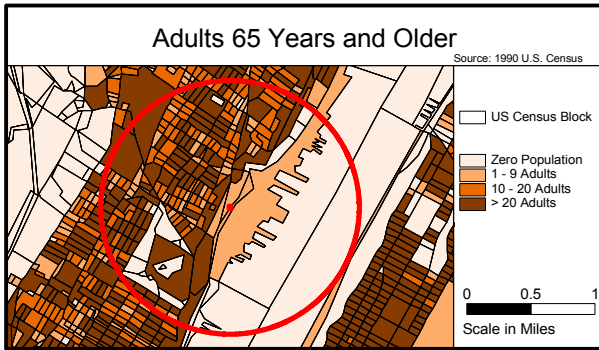 Adults 65 Years and Older
Source: 1990 U.S. Census
US Census Block
Zero Population
1 - 9 Adults
10 - 20 Adults
> 20 Adults
0 0.5 1
Scale in Miles